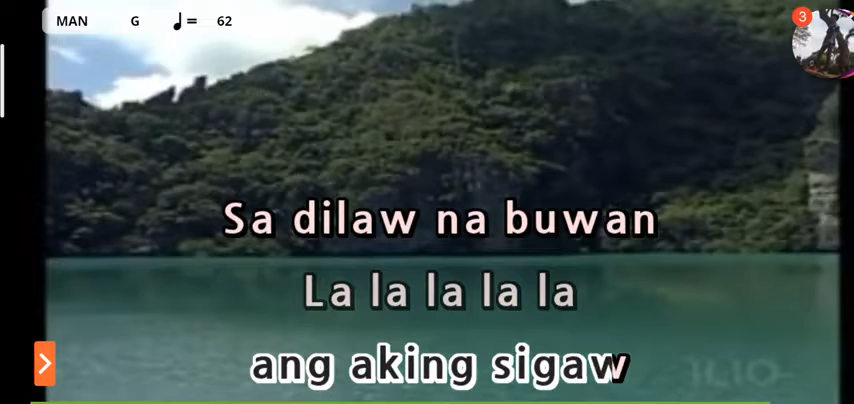 MAN G ♩= 62
3
Sa dilaw na buwan
La la la la la
ang aking sigaw